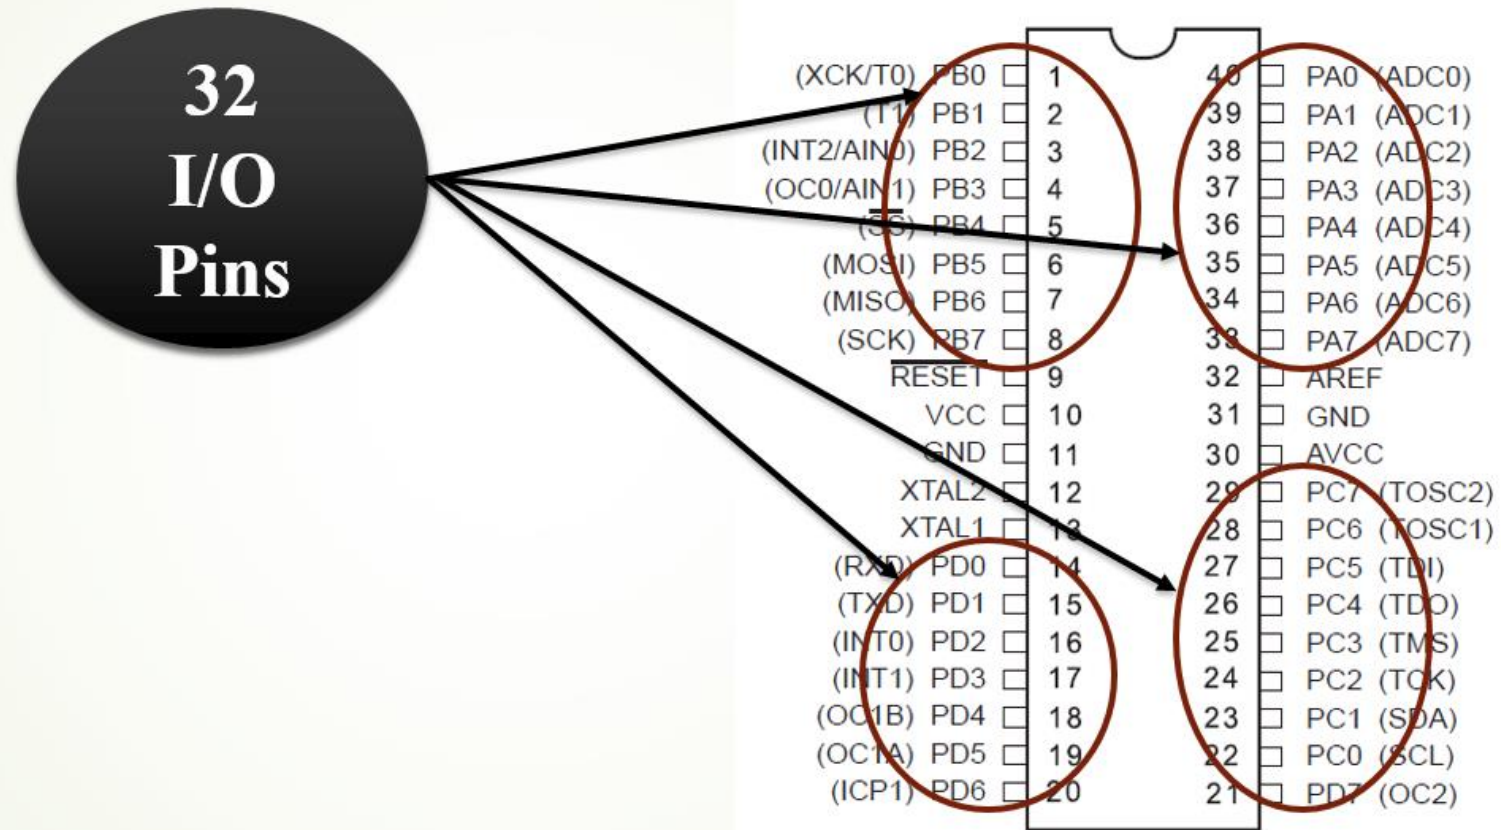 32
I/O
Pins
(XCK/T0) PB0 1 40 PA0 (ADC0)
(T1) PB1 2 39 PA1 (ADC1)
(INT2/AIN0) PB2 3 38 PA2 (ADC2)
(OC0/AIN1) PB3 4 37 PA3 (ADC3)
(SS) PB4 5 36 PA4 (ADC4)
(MOSI) PB5 6 35 PA5 (ADC5)
(MISO) PB6 7 34 PA6 (ADC6)
(SCK) PB7 8 33 PA7 (ADC7)
RESET 9 32 AREF
VCC 10 31 GND
GND 11 30 AVCC
XTAL2 12 29 PC7 (TOSC2)
XTAL1 13 28 PC6 (TOSC1)
(RXD) PD0 14 27 PC5 (TDI)
(TXD) PD1 15 26 PC4 (TDO)
(INT0) PD2 16 25 PC3 (TMS)
(INT1) PD3 17 24 PC2 (TCK)
(OC1B) PD4 18 23 PC1 (SDA)
(OC1A) PD5 19 22 PC0 (SCL)
(ICP1) PD6 20 21 PD7 (OC2)